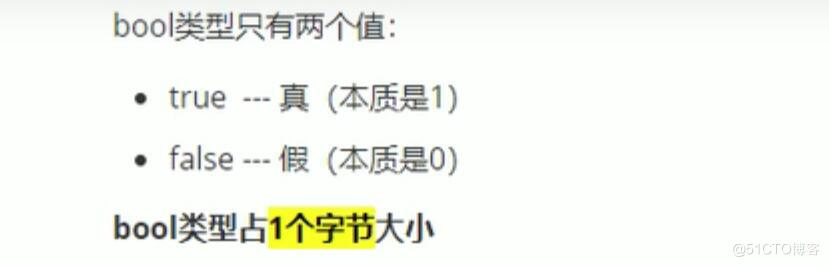 bool类型只有两个值：
• true --- 真（本质是1）
• false --- 假（本质是0）
bool类型占1个字节大小
@51CTO博客